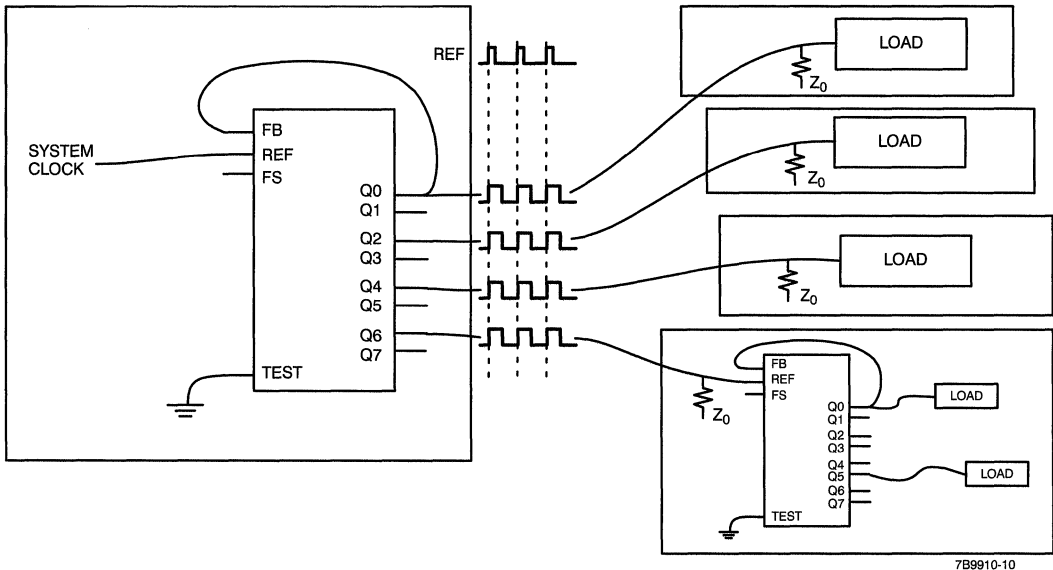 REF
SYSTEM
CLOCK
FB
REF
FS
Q0
Q1
Q2
Q3
Q4
Q5
Q6
Q7
TEST
LOAD
Z0
LOAD
Z0
LOAD
Z0
Z0
FB
REF
FS
Q0
Q1
Q2
Q3
Q4
Q5
Q6
Q7
TEST
LOAD
LOAD
7B9910-10